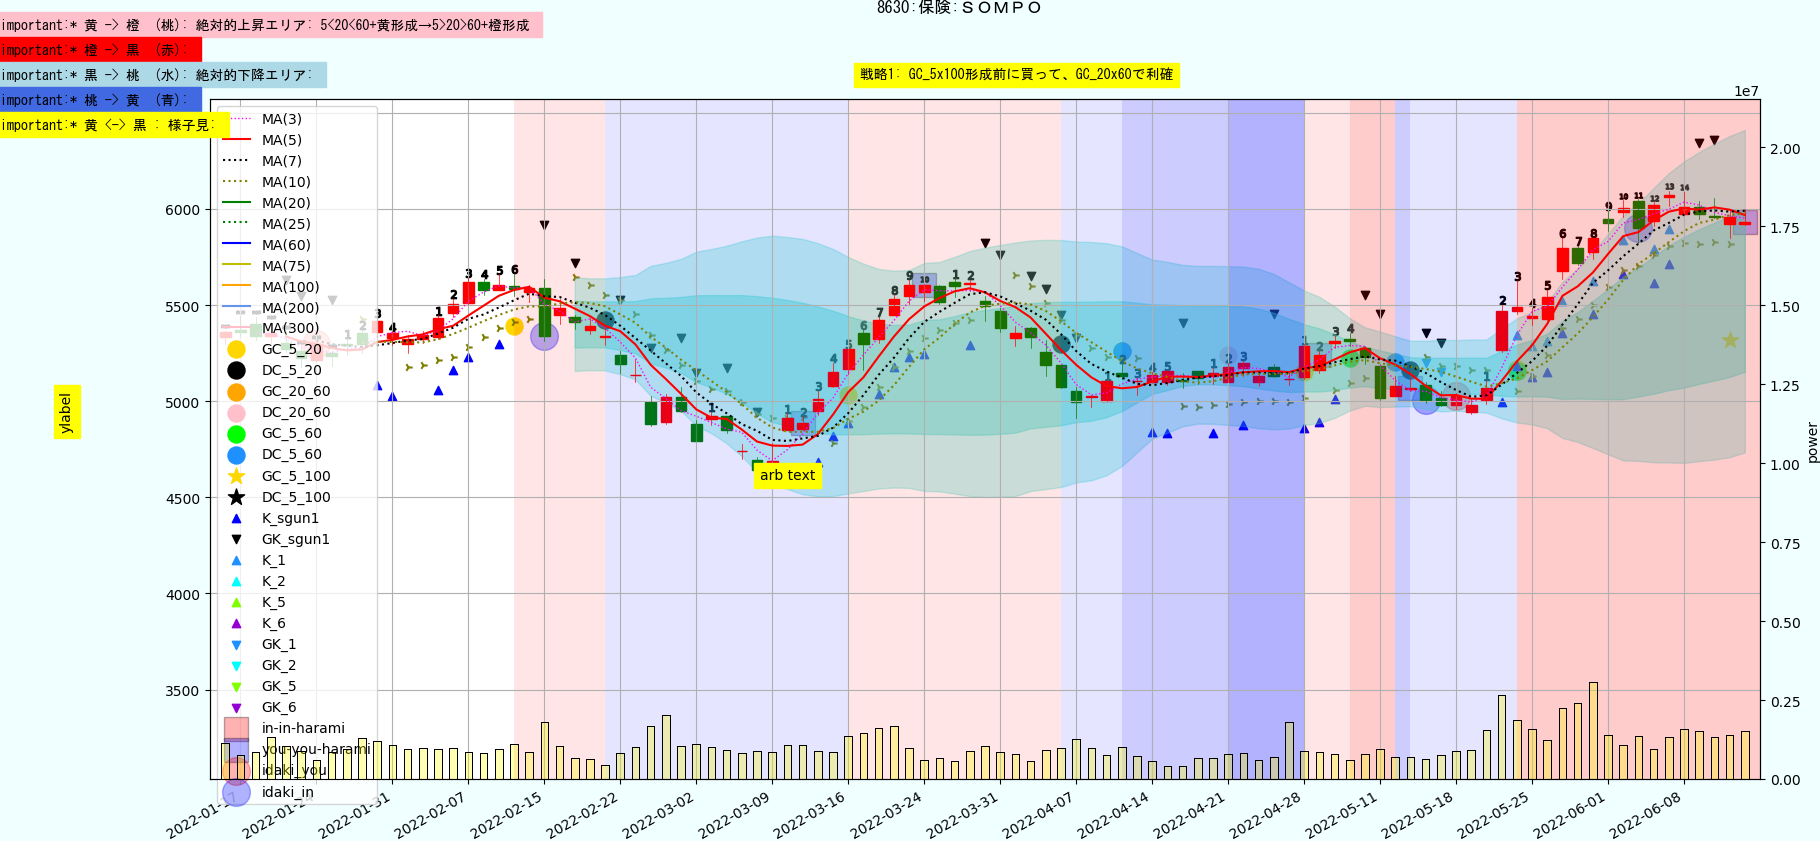 8630:保険:ＳＯＭＰＯ
important:* 黄 -> 橙 (桃): 絶対的上昇エリア: 5<20<60+黄形成→5>20>60+橙形成
important:* 橙 -> 黒 (赤):
important:* 黒 -> 桃 (水): 絶対的下降エリア:
important:* 桃 -> 黄 (青):
important:* 黄 <-> 黒 : 様子見:
戦略1: GC_5x100形成前に買って、GC_20x60で利確
1e7
MA(3)
MA(5)
MA(7)
MA(10)
MA(20)
MA(25)
MA(60)
MA(75)
MA(100)
MA(200)
MA(300)
GC_5_20
DC_5_20
GC_20_60
DC_20_60
GC_5_60
DC_5_60
GC_5_100
DC_5_100
K_sgun1
GK_sgun1
K_1
K_2
K_5
K_6
GK_1
GK_2
GK_5
GK_6
in-in-harami
you-you-harami
idaki_you
idaki_in
6000
5500
5000
4500
4000
3500
ylabel
arb text
2.00
1.75
1.50
1.25
1.00
0.75
0.50
0.25
0.00
power
2022-01-31
2022-02-07
2022-02-15
2022-02-22
2022-03-02
2022-03-09
2022-03-16
2022-03-24
2022-03-31
2022-04-07
2022-04-14
2022-04-21
2022-04-28
2022-05-11
2022-05-18
2022-05-25
2022-06-01
2022-06-08